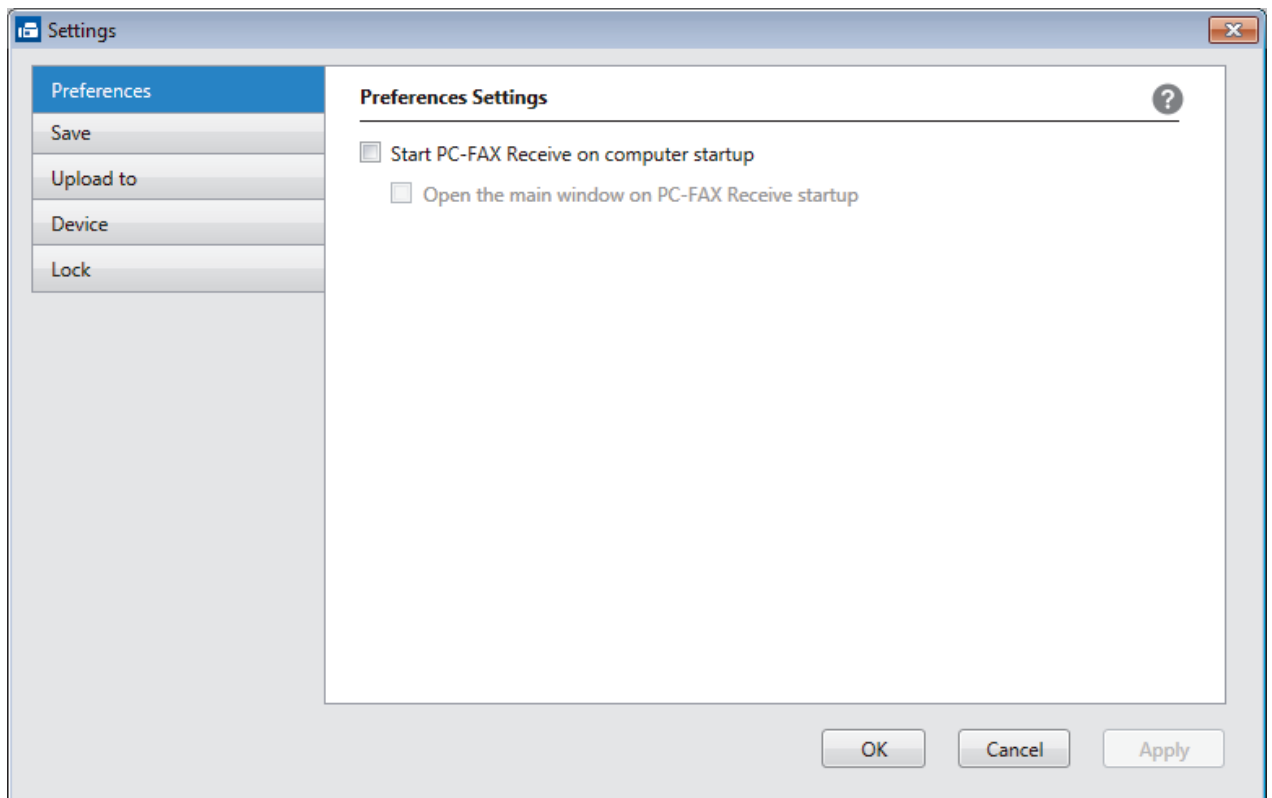 Settings
Preferences
Save
Upload to
Device
Lock
Preferences Settings
?
Start PC-FAX Receive on computer startup
Open the main window on PC-FAX Receive startup
OK
Cancel
Apply